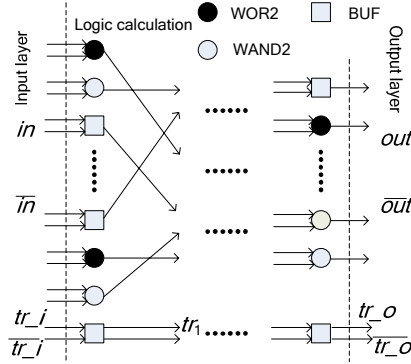 WOR2
BUF
Logic calculation
WAND2
Input layer
Output layer
in
out
in
out
tr_i
tr_i
tr1
tr_o
tr_o